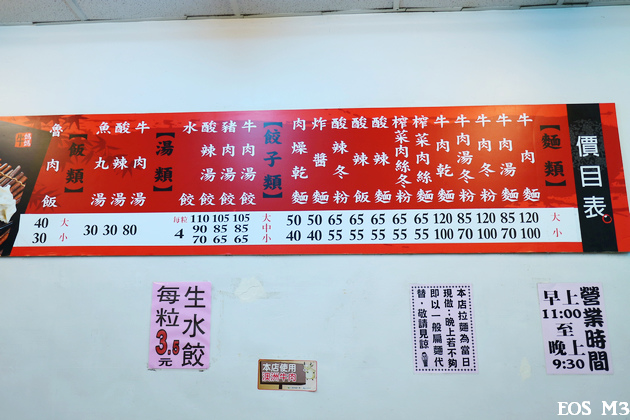 價目表
【麵類】
大
小
牛肉麵
120
100
牛肉湯麵
85
70
牛肉冬粉
120
100
牛肉湯冬粉
85
70
牛肉乾麵
120
100
榨菜肉絲麵
65
55
榨菜肉絲冬粉
65
55
酸辣麵
65
55
酸辣飯
65
55
酸辣冬粉
65
55
炸醬麵
50
40
肉燥乾麵
50
40
【餃子類】
大
中
小
牛肉湯餃
105
85
65
豬肉湯餃
105
85
65
酸辣湯餃
110
90
70
水餃
每粒
4
【湯類】
牛肉湯
80
酸辣湯
30
魚丸湯
30
【飯類】
大
小
魯肉飯
40
30
營業時間
早上
11:00
至
晚上
9:30
本店拉麵為當日
現做:晚上若不夠
即以一般扁麵代
替,敬請見諒
生水餃
每粒3.5元
本店使用
澳洲牛肉
EOS M3